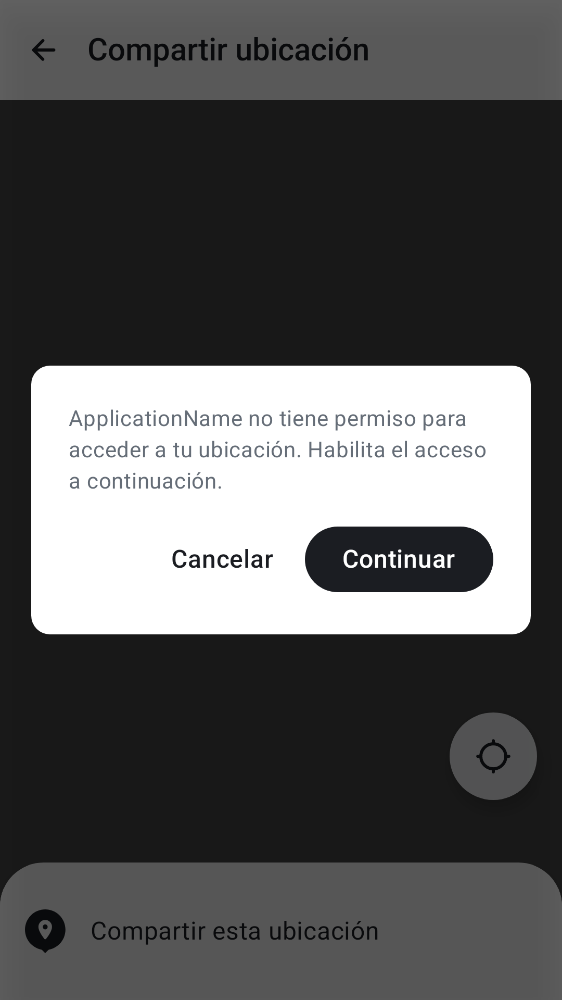 Compartir ubicación
ApplicationName no tiene permiso para
acceder a tu ubicación. Habilita el acceso
a continuación.
Cancelar
Continuar
Compartir esta ubicación